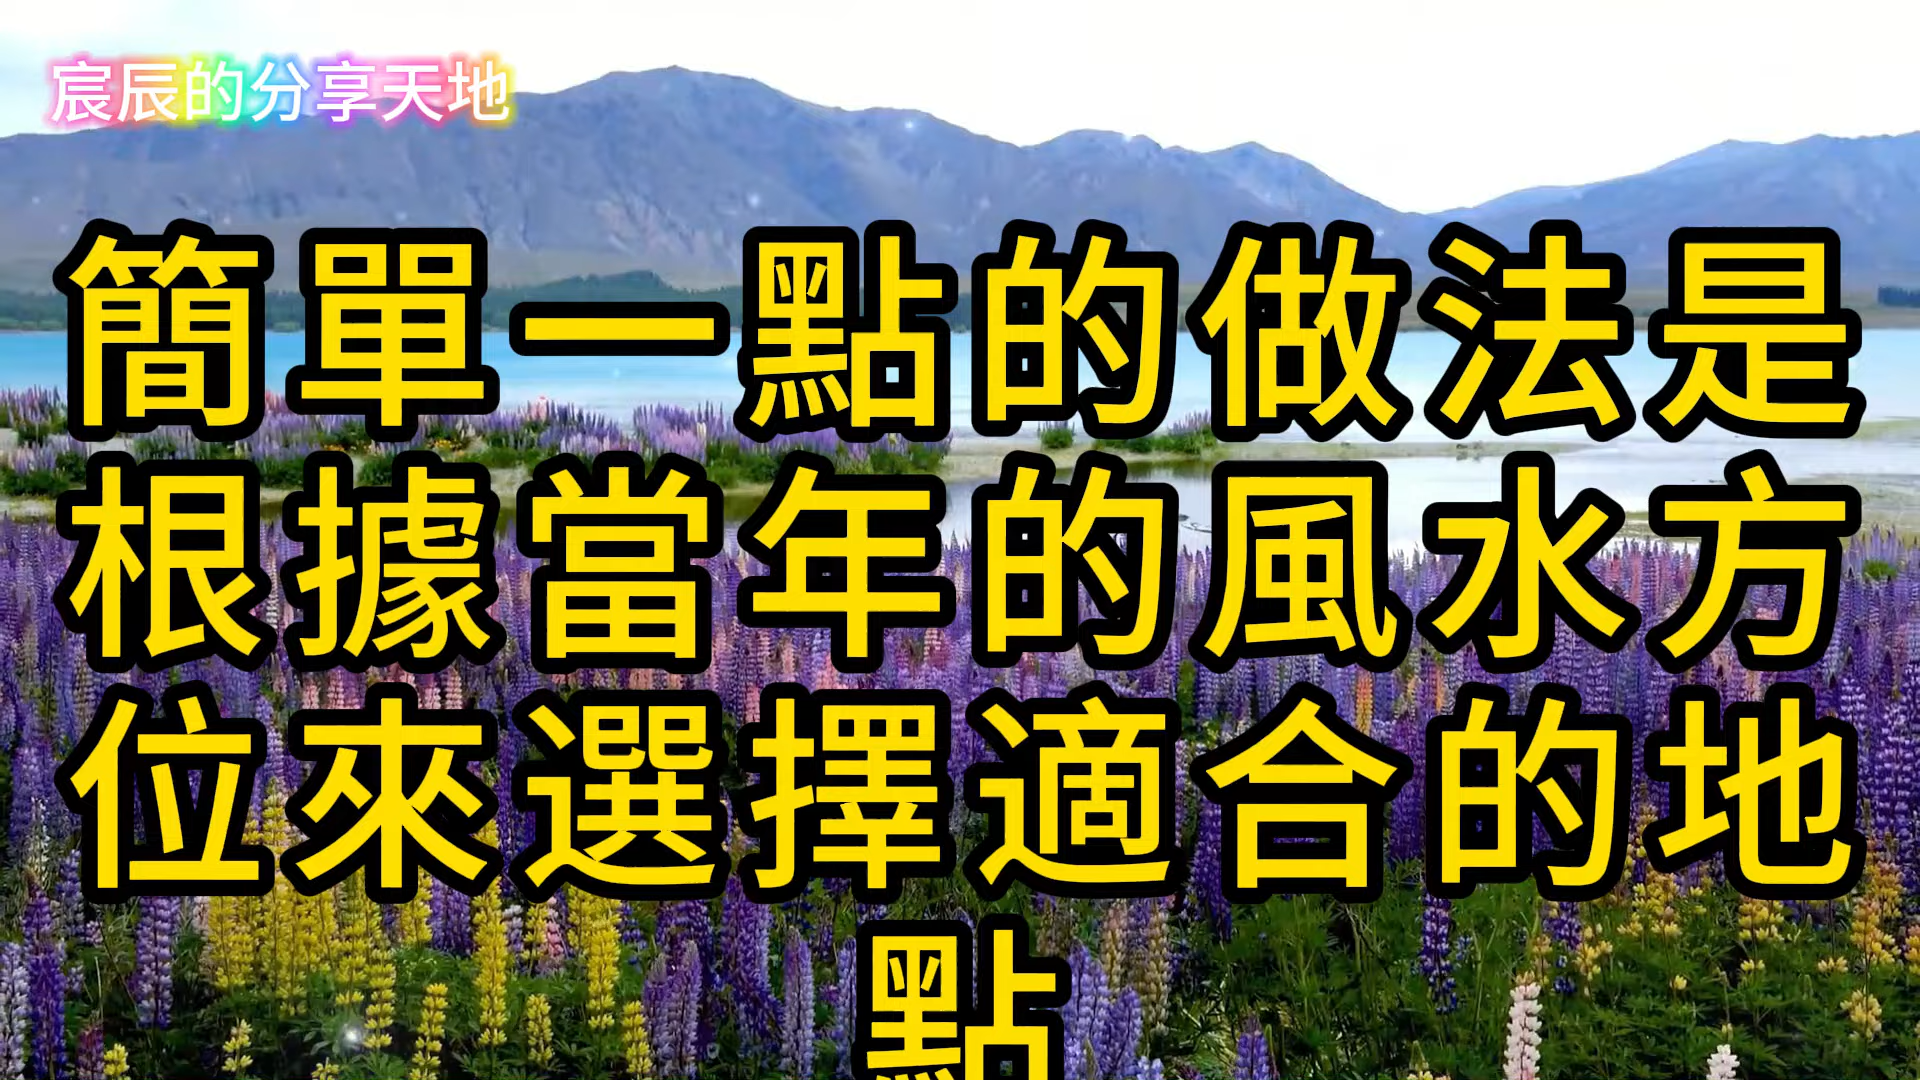 宸辰的分享天地
簡單一點的做法是
根據當年的風水方
位來選擇適合的地
點